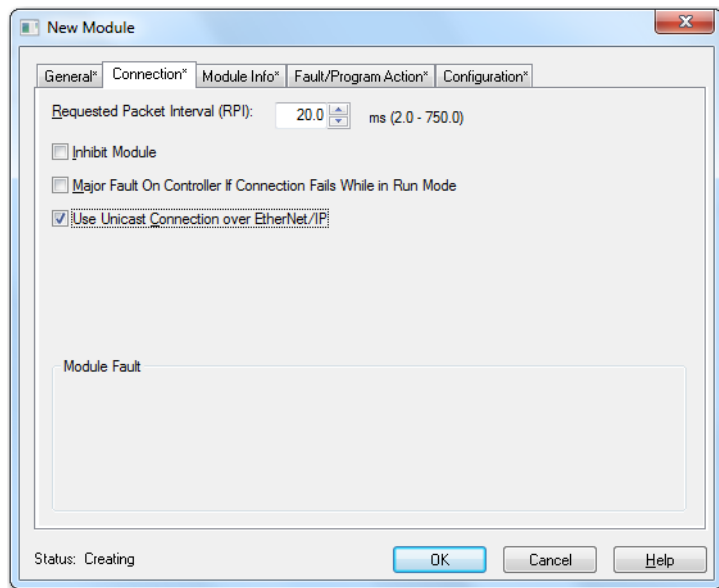 New Module
General* Connection* Module Info* Fault/Program Action* Configuration*
Requested Packet Interval (RPI): 20.0 ms (2.0 - 750.0)
Inhibit Module
Major Fault On Controller If Connection Fails While in Run Mode
Use Unicast Connection over EtherNet/IP
Module Fault
Status: Creating OK Cancel Help